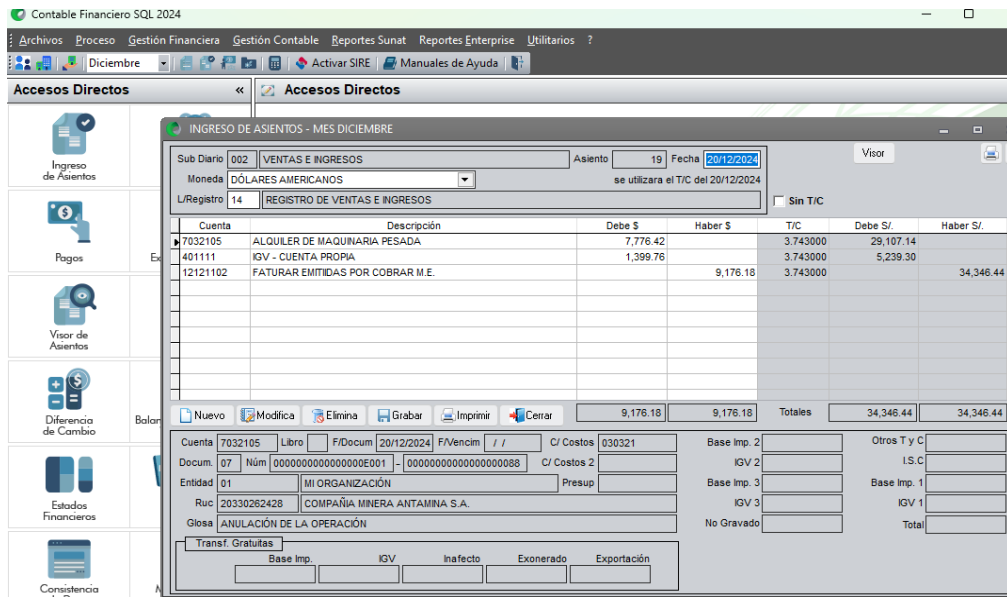 Contable Financiero SQL 2024
Archivos Proceso Gestión Financiera Gestión Contable Reportes Sunat Reportes Enterprise Utilitarios ?
Diciembre Activar SIRE Manuales de Ayuda
Accesos Directos «
Accesos Directos
Ingreso
de Asientos
Pagos
Visor de
Asientos
Diferencia
de Cambio
Balan
Estados
Financieros
Consistencia
INGRESO DE ASIENTOS - MES DICIEMBRE
Sub Diario 002 VENTAS E INGRESOS Asiento 19 Fecha 20/12/2024 Visor
Moneda DÓLARES AMERICANOS se utilizara el T/C del 20/12/2024
L/Registro 14 REGISTRO DE VENTAS E INGRESOS Sin T/C
Cuenta Descripción Debe $ Haber $ T/C Debe S/. Haber S/.
7032105 ALQUILER DE MAQUINARIA PESADA 7,776.42 3.743000 29,107.14
401111 IGV - CUENTA PROPIA 1,399.76 3.743000 5,239.30
12121102 FATURAR EMITIDAS POR COBRAR M.E. 9,176.18 3.743000 34,346.44
Nuevo Modifica Elimina Grabar Imprimir Cerrar 9,176.18 9,176.18 Totales 34,346.44 34,346.44
Cuenta 7032105 Libro F/Docum 20/12/2024 F/Vencim / / C/ Costos 030321 Base Imp. 2 Otros T y C
Docum. 07 Núm 0000000000000000E001 - 00000000000000000088 C/ Costos 2 IGV 2 I.S.C
Entidad 01 MI ORGANIZACIÓN Presup Base Imp. 3 Base Imp. 1
Ruc 20330262428 COMPAÑIA MINERA ANTAMINA S.A. IGV 3 IGV 1
Glosa ANULACIÓN DE LA OPERACIÓN No Gravado Total
Transf. Gratuitas
Base Imp. IGV Inafecto Exonerado Exportación